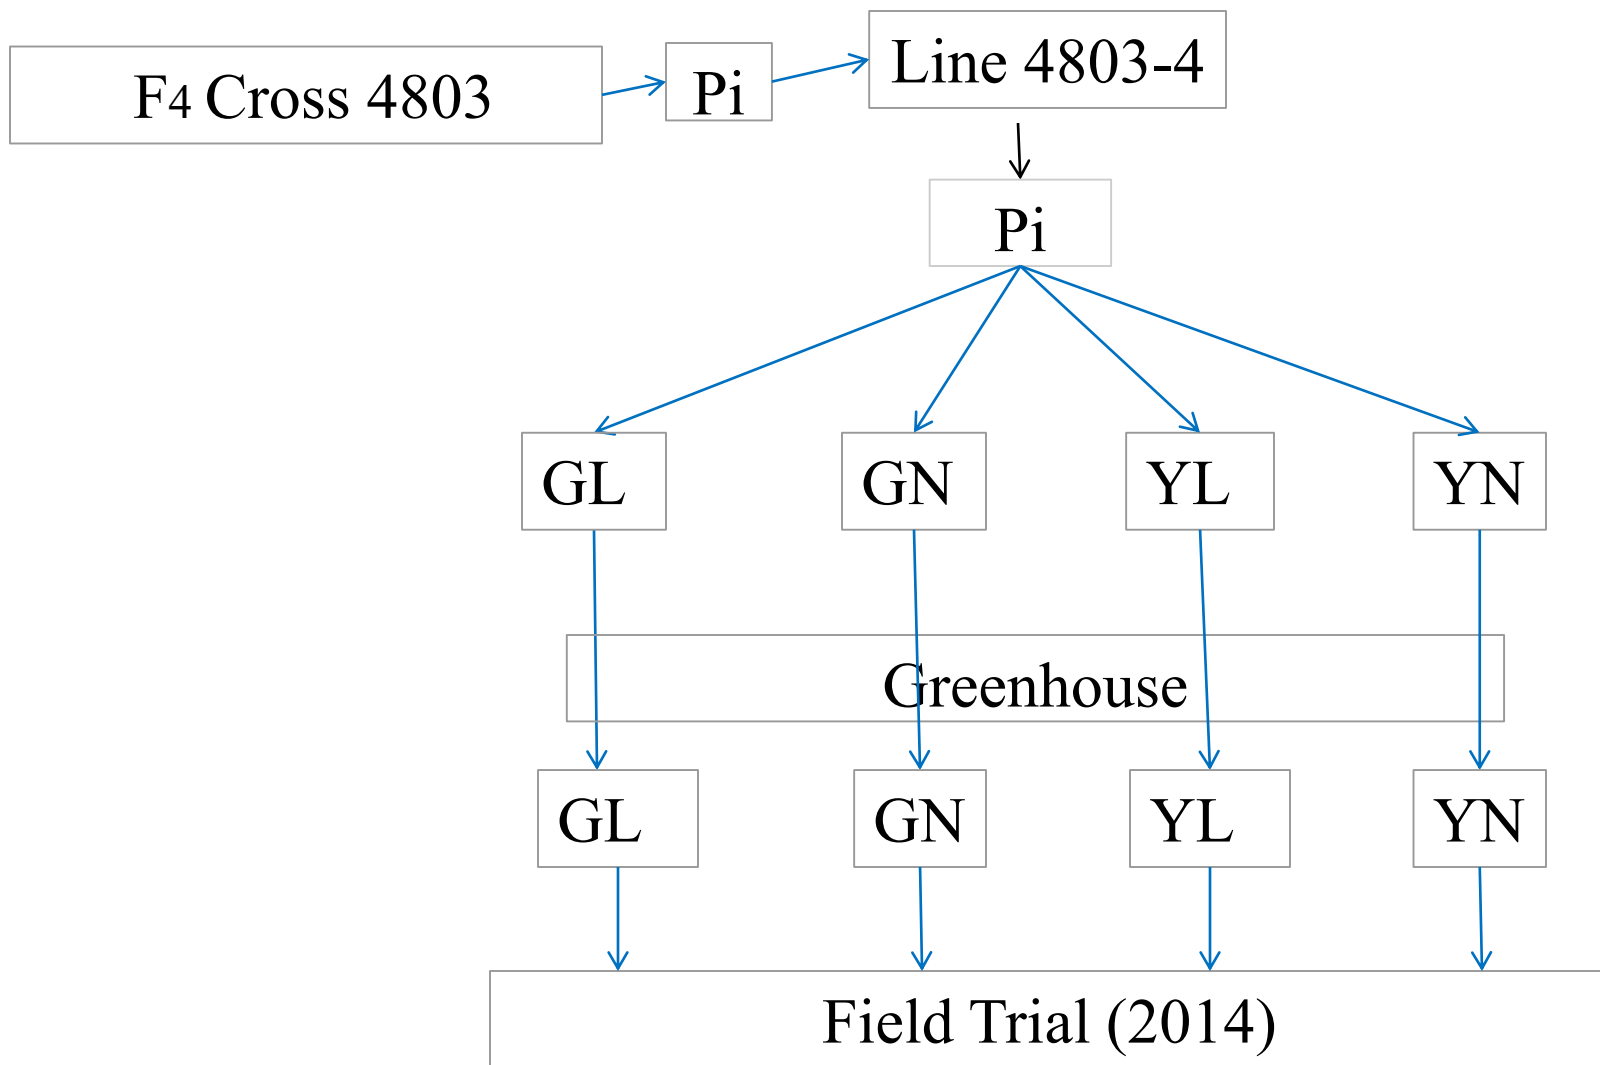 F4 Cross 4803
Pi
Line 4803-4
Pi
GL
GN
YL
YN
Greenhouse
GL
GN
YL
YN
Field Trial (2014)